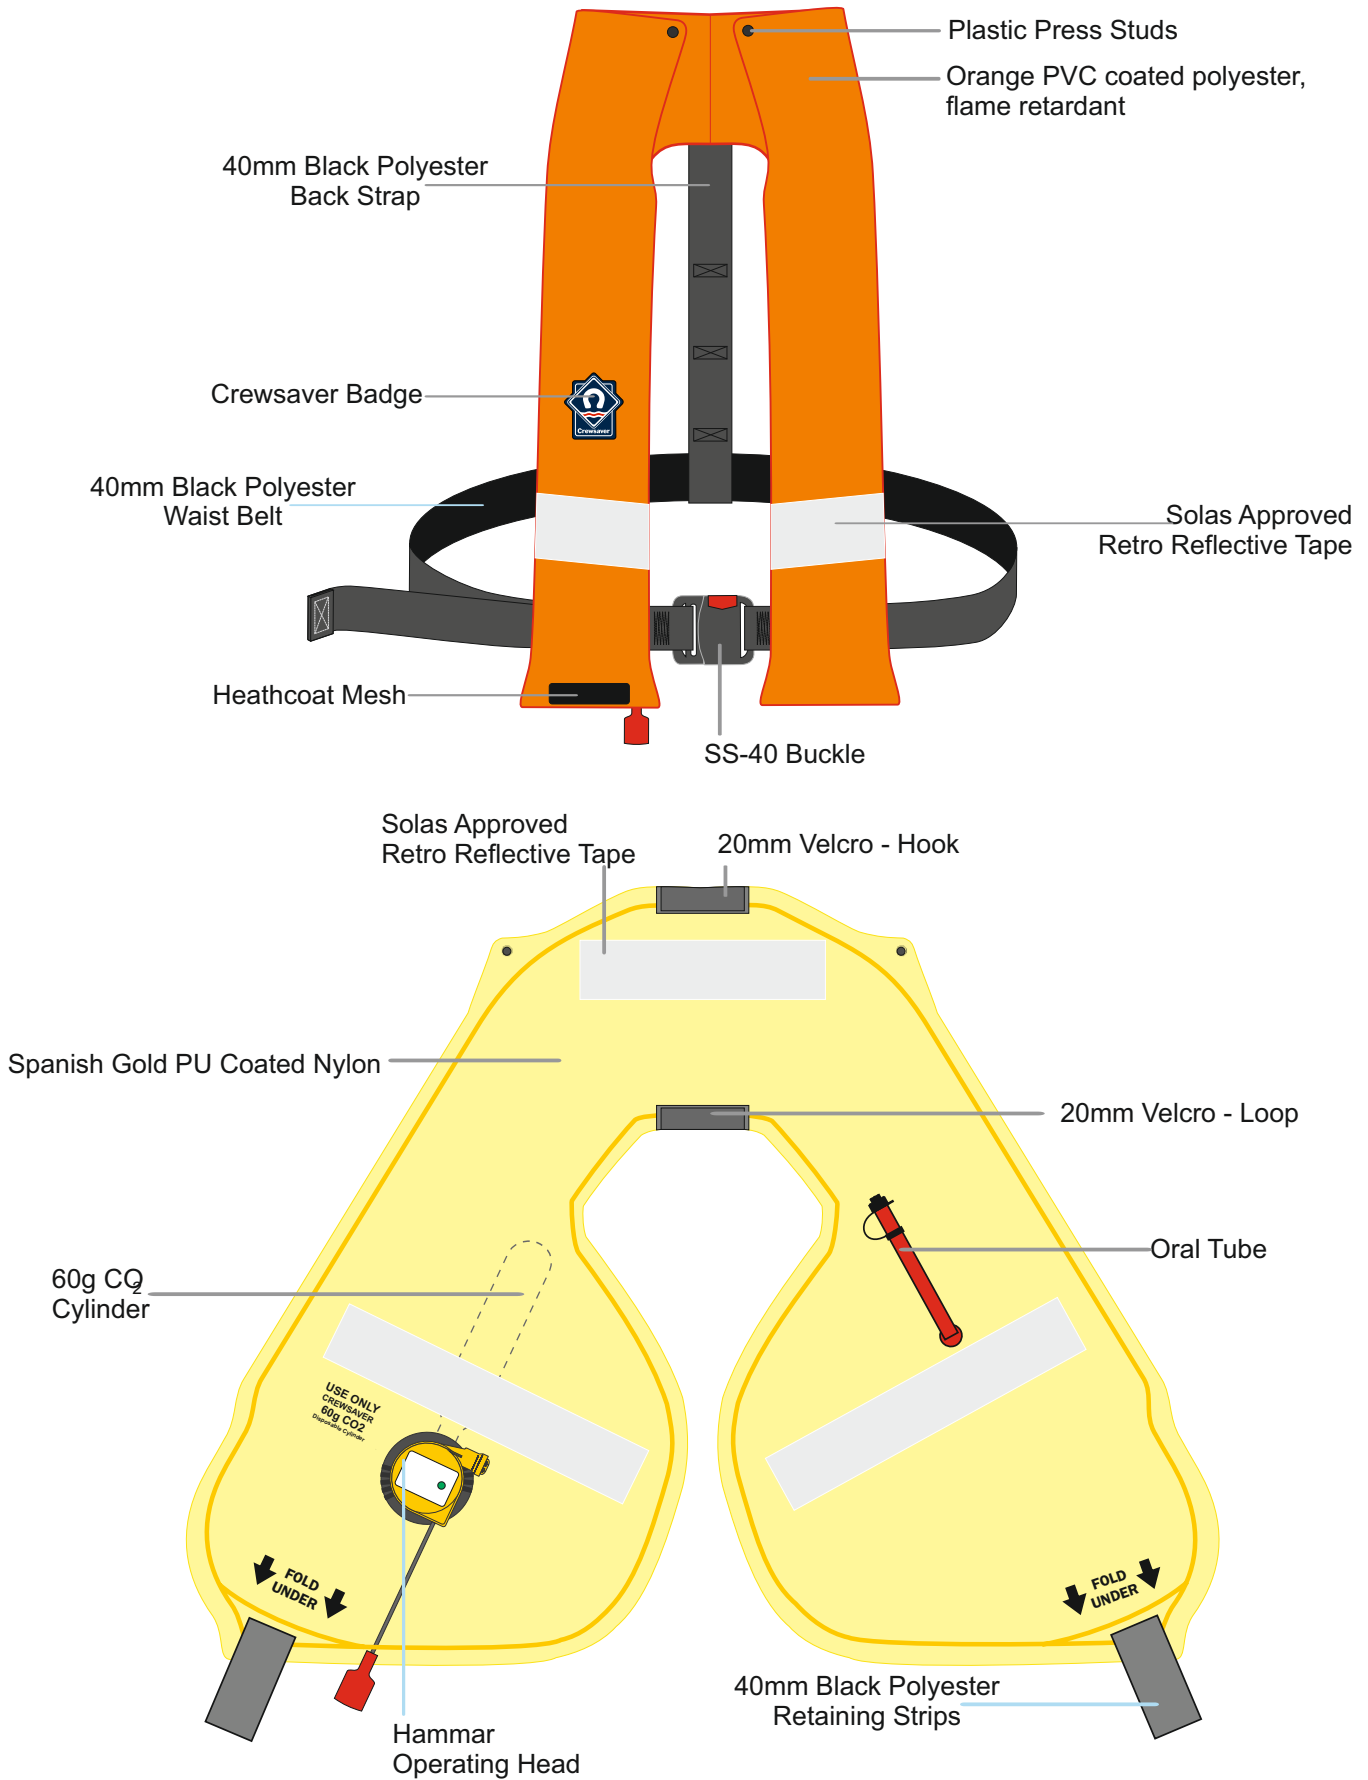 Plastic Press Studs
Orange PVC coated polyester,
flame retardant
40mm Black Polyester
Back Strap
Crewsaver Badge
Crewsaver
40mm Black Polyester
Waist Belt
Solas Approved
Retro Reflective Tape
Heathcoat Mesh
SS-40 Buckle
Solas Approved
Retro Reflective Tape
20mm Velcro - Hook
Spanish Gold PU Coated Nylon
20mm Velcro - Loop
Oral Tube
60g CO2
Cylinder
USE ONLY
CREWSAVER
60g CO2
Disposable Cylinder
FOLD
UNDER
FOLD
UNDER
40mm Black Polyester
Retaining Strips
Hammar
Operating Head